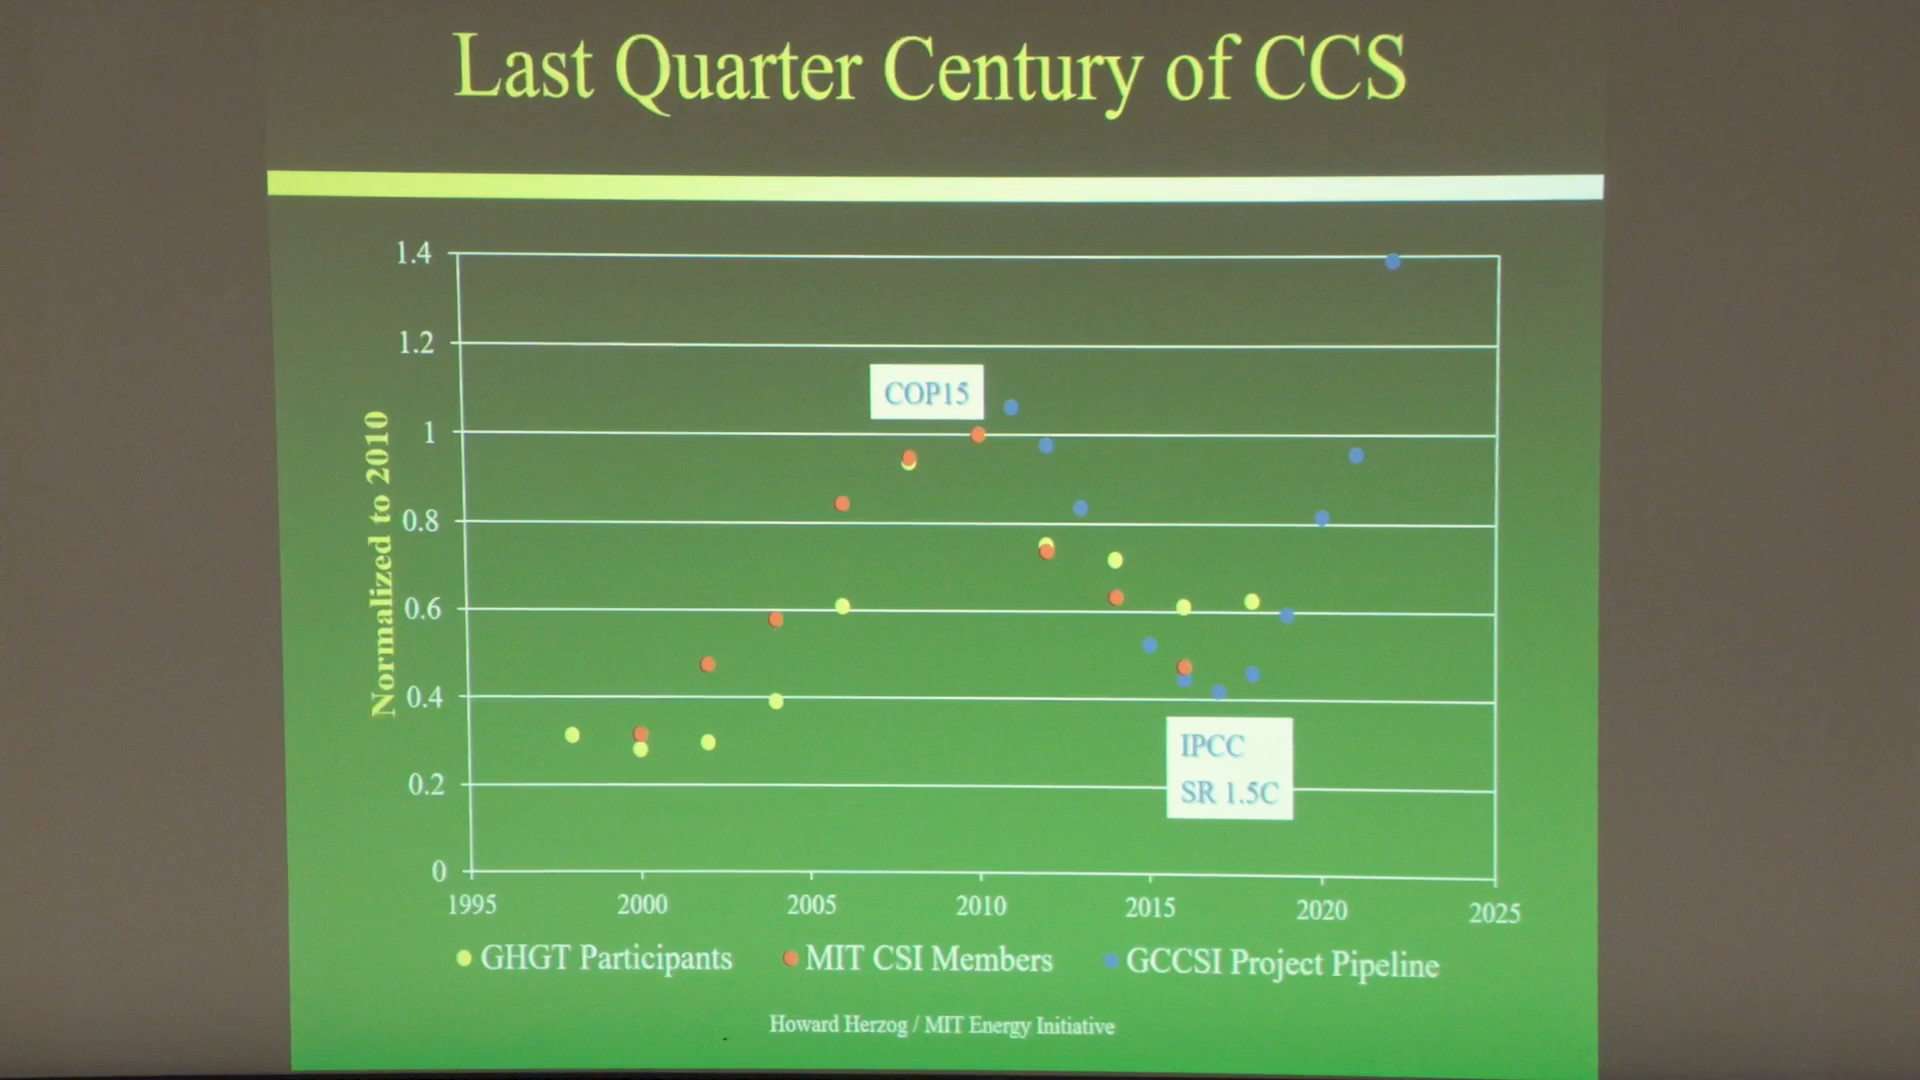 Last Quarter Century of CCS
Normalized to 2010
1.4
1.2
1
0.8
0.6
0.4
0.2
0
COP15
IPCC
SR 1.5C
1995 2000 2005 2010 2015 2020 2025
GHGT Participants MIT CSI Members GCCSI Project Pipeline
Howard Herzog / MIT Energy Initiative